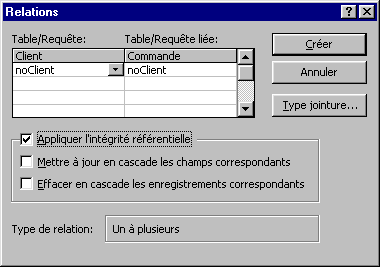 Relations
Table/Requête: Table/Requête liée:
Client Commande
noClient noClient
Créer
Annuler
Type jointure...
Appliquer l'intégrité référentielle
Mettre à jour en cascade les champs correspondants
Effacer en cascade les enregistrements correspondants
Type de relation: Un à plusieurs